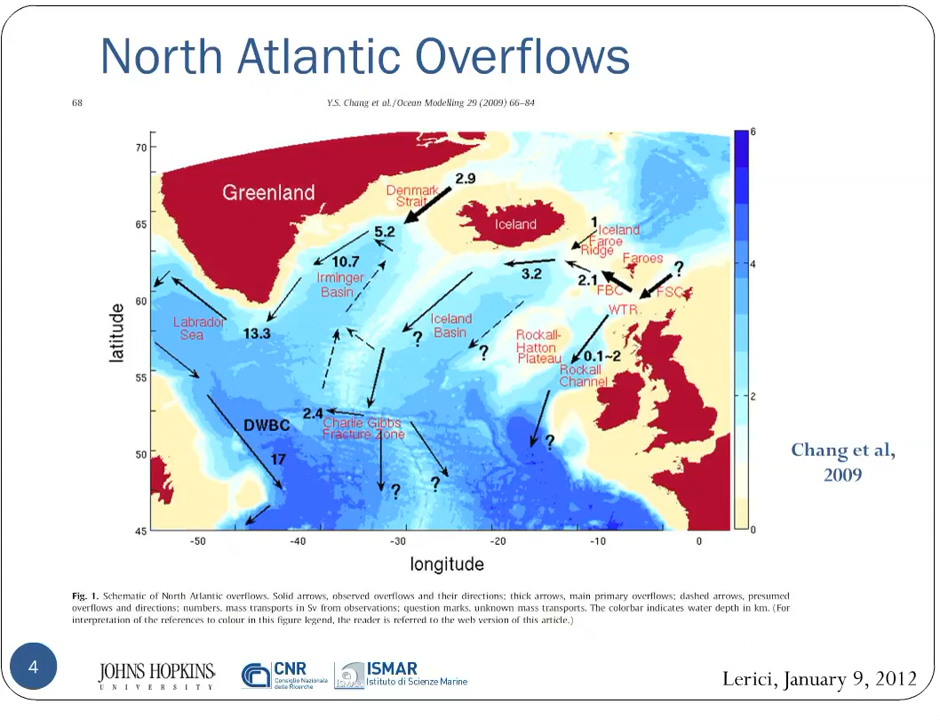 North Atlantic Overflows
68
Y.S. Chang et al./Ocean Modelling 29 (2009) 66–84
70
65
60
55
50
45
latitude
-50
-40
-30
-20
-10
0
longitude
6
4
2
0
Greenland
Denmark
Strait
2.9
Iceland
5.2
1
Iceland
Faroe
Ridge
Faroes
10.7
Irminger
Basin
3.2
2.1
FBC
?
FSC
WTR
Labrador
Sea
13.3
?
Iceland
Basin
?
Rockall-
Hatton
Plateau
0.1~2
Rockall
Channel
2.4
Charlie Gibbs
Fracture Zone
DWBC
17
?
?
?
Chang et al,
2009
Fig. 1. Schematic of North Atlantic overflows. Solid arrows, observed overflows and their directions; thick arrows, main primary overflows; dashed arrows, presumed
overflows and directions; numbers, mass transports in Sv from observations; question marks, unknown mass transports. The colorbar indicates water depth in km. (For
interpretation of the references to colour in this figure legend, the reader is referred to the web version of this article.)
4
JOHNS HOPKINS
UNIVERSITY
CNR
Consiglio Nazionale
delle Ricerche
ISMAR
ISMAR
Istituto di Scienze Marine
Lerici, January 9, 2012